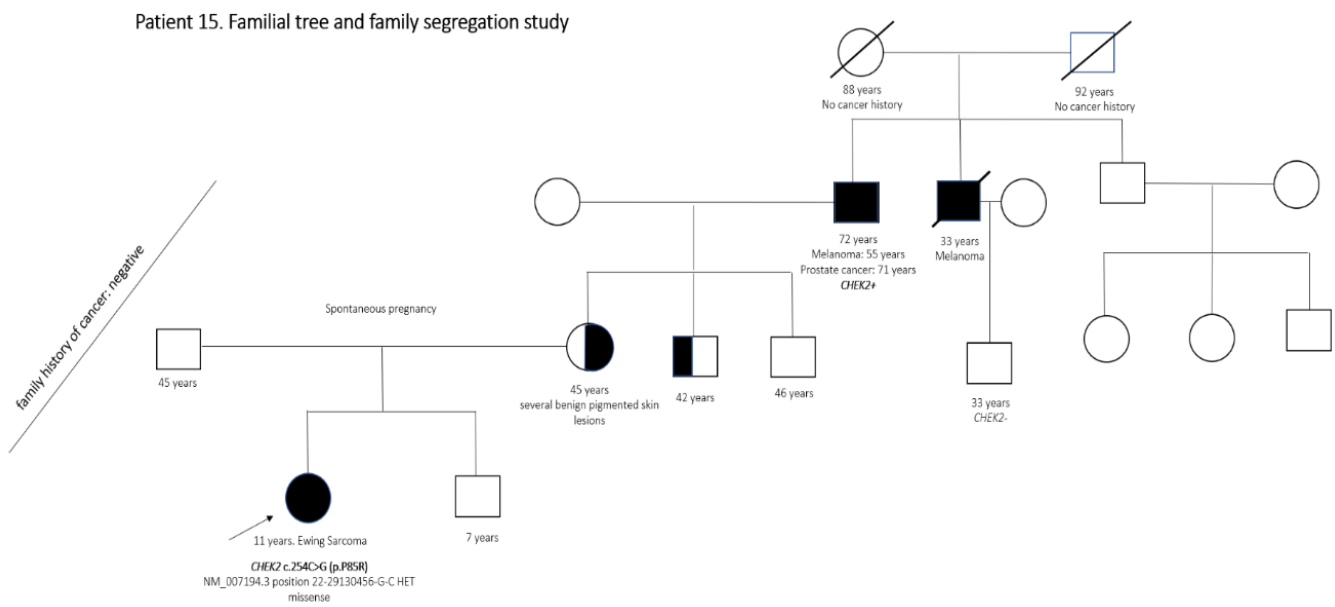 Patient 15. Familial tree and family segregation study
88 years
No cancer history
92 years
No cancer history
72 years
Melanoma: 55 years
Prostate cancer: 71 years
CHEK2+
33 years
Melanoma
family history of cancer: negative
Spontaneous pregnancy
45 years
45 years
several benign pigmented skin
lesions
42 years
46 years
33 years
CHEK2-
11 years. Ewing Sarcoma
CHEK2 c.254C>G (p.P85R)
NM_007194.3 position 22-29130456-G-C HET
missense
7 years